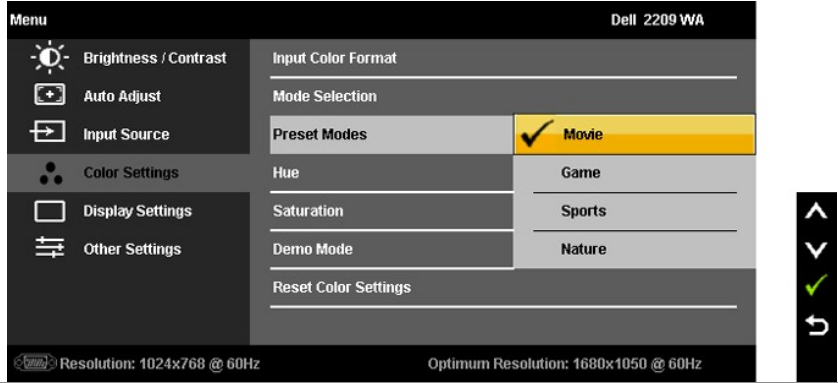 Menu Dell 2209 WA
Brightness / Contrast Input Color Format
Auto Adjust Mode Selection
Input Source Preset Modes Movie
Color Settings Hue Game
Display Settings Saturation Sports
Other Settings Demo Mode Nature
Reset Color Settings
Resolution: 1024x768 @ 60Hz Optimum Resolution: 1680x1050 @ 60Hz